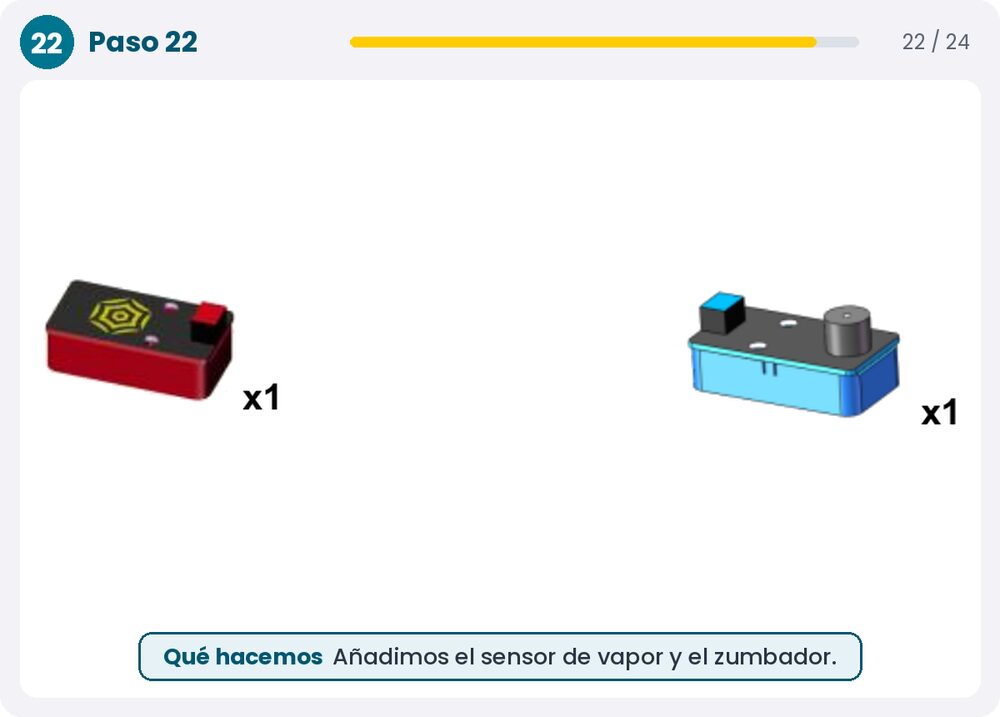 22 Paso 22 22 / 24
x1
x1
Qué hacemos Añadimos el sensor de vapor y el zumbador.